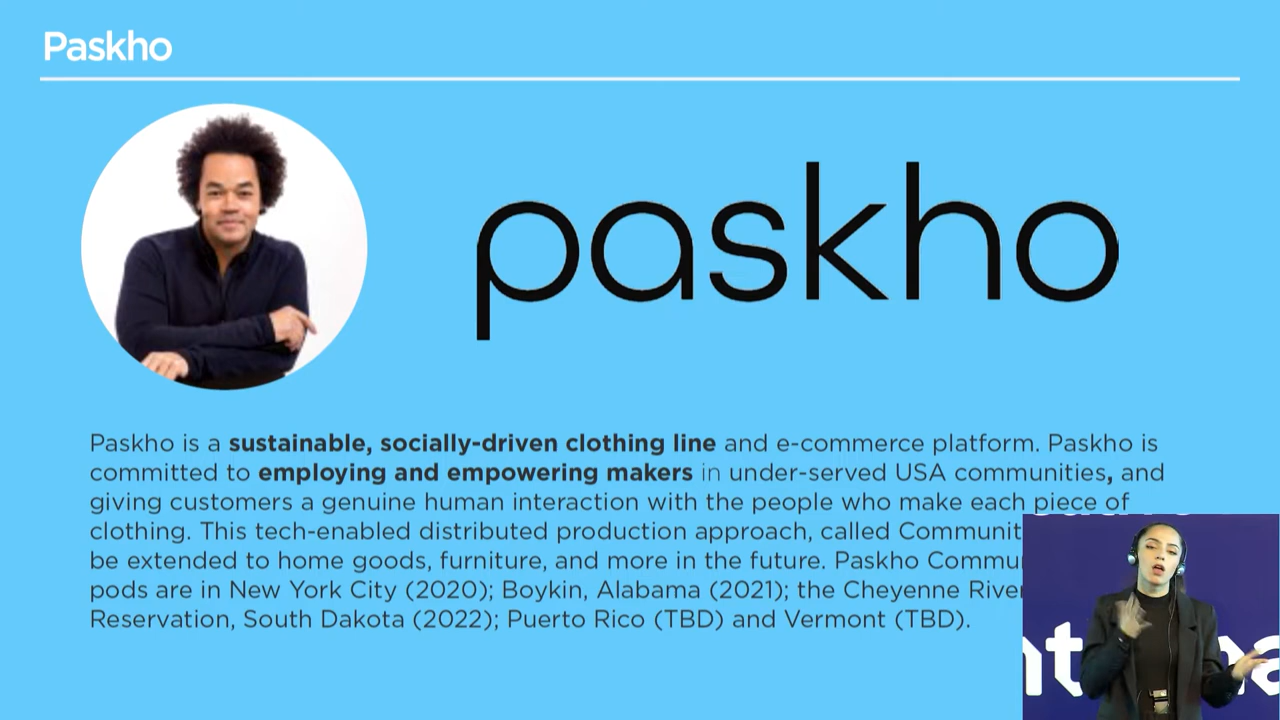 Paskho
paskho
Paskho is a sustainable, socially-driven clothing line and e-commerce platform. Paskho is
committed to employing and empowering makers in under-served USA communities, and
giving customers a genuine human interaction with the people who make each piece of
clothing. This tech-enabled distributed production approach, called
be extended to home goods, furniture, and more in the future. Paskho
pods are in New York City (2020); Boykin, Alabama (2021); the Cheyenne River
Reservation, South Dakota (2022); Puerto Rico (TBD) and Vermont (TBD).